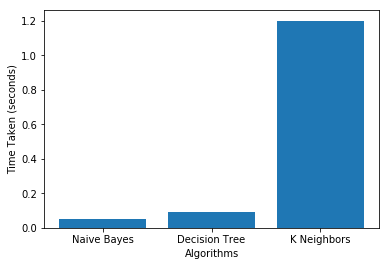 Time Taken (seconds)
1.2
1.0
0.8
0.6
0.4
0.2
0.0
Naive Bayes
Decision Tree
K Neighbors
Algorithms